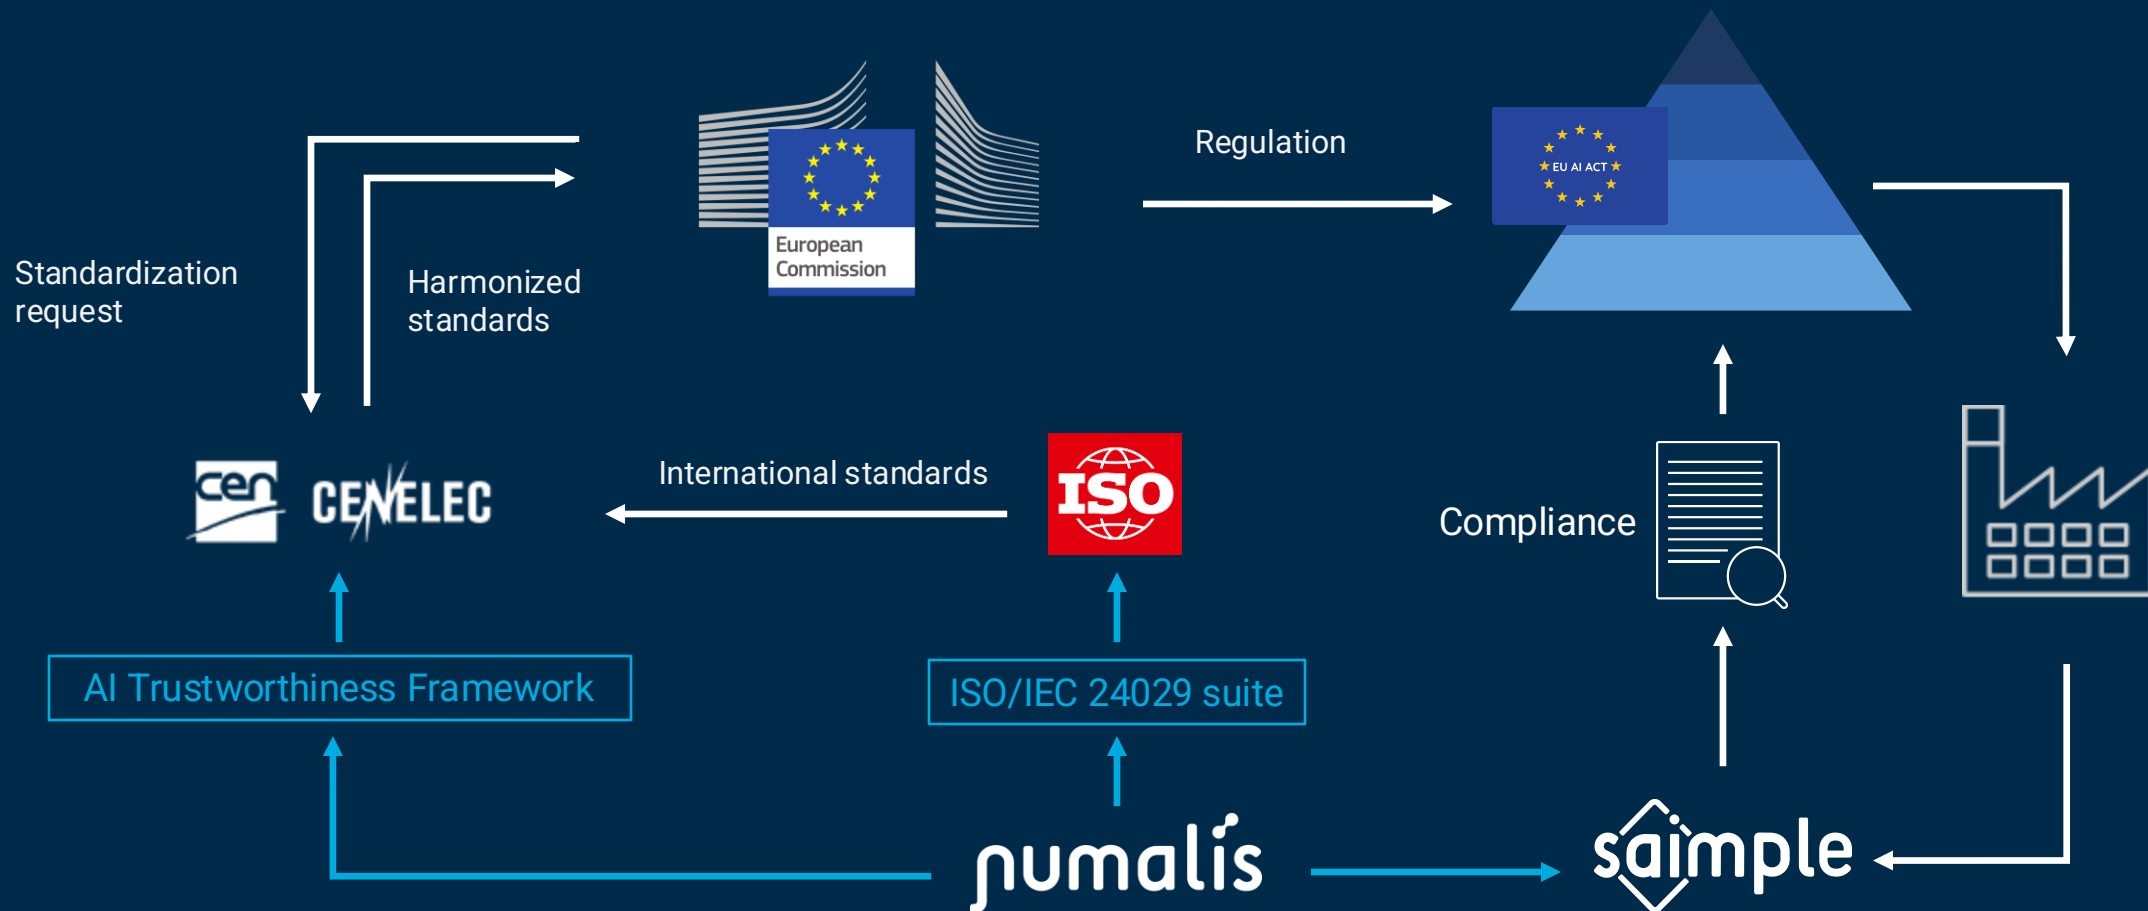 Regulation
EU AI ACT
European
Commission
Standardization
request
Harmonized
standards
cen
CENELEC
International standards
ISO
Compliance
AI Trustworthiness Framework
ISO/IEC 24029 suite
numalis
saimple